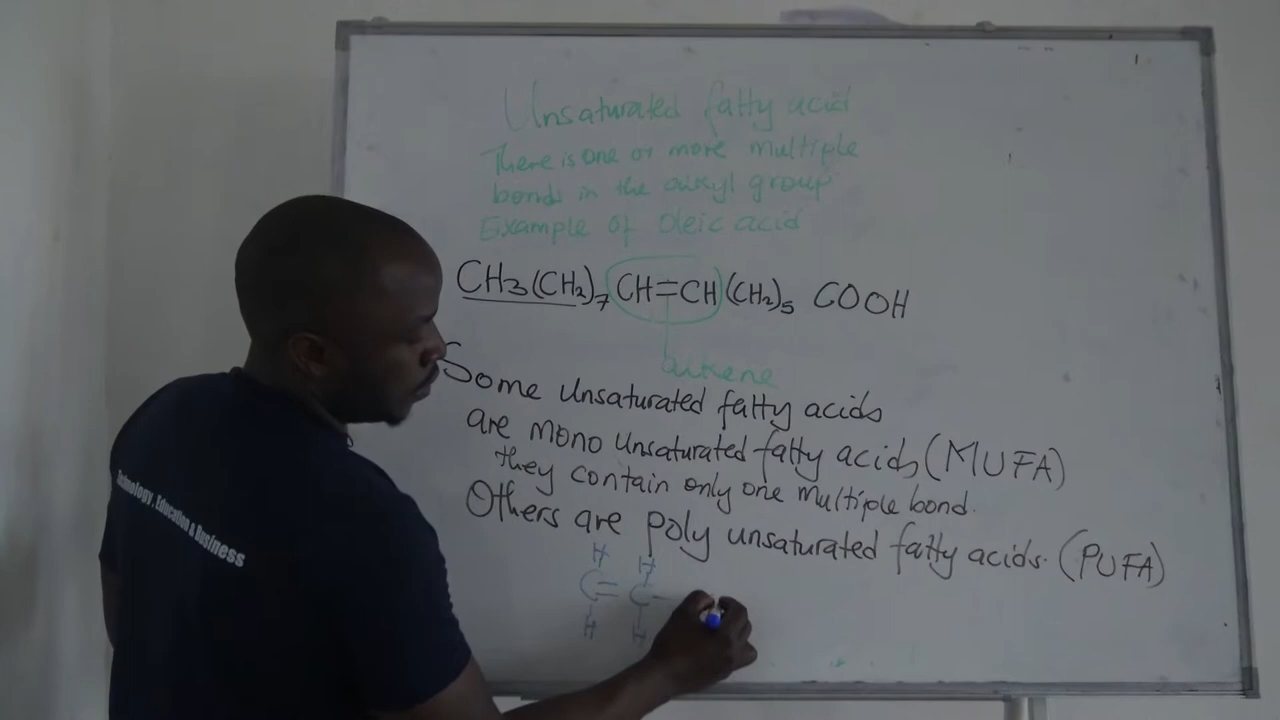 Unsaturated fatty acid
There is one or more multiple
bonds in the alkyl group
Example of Oleic acid
CH3(CH₂)₇ CH=CH(CH₂)₅ COOH
Some Unsaturated fatty acids
are mono unsaturated fatty acids (MUFA)
they contain only one multiple bond.
Others are poly unsaturated fatty acids. (PUFA)
H H
C = C -
H H
Technology, Education & Business